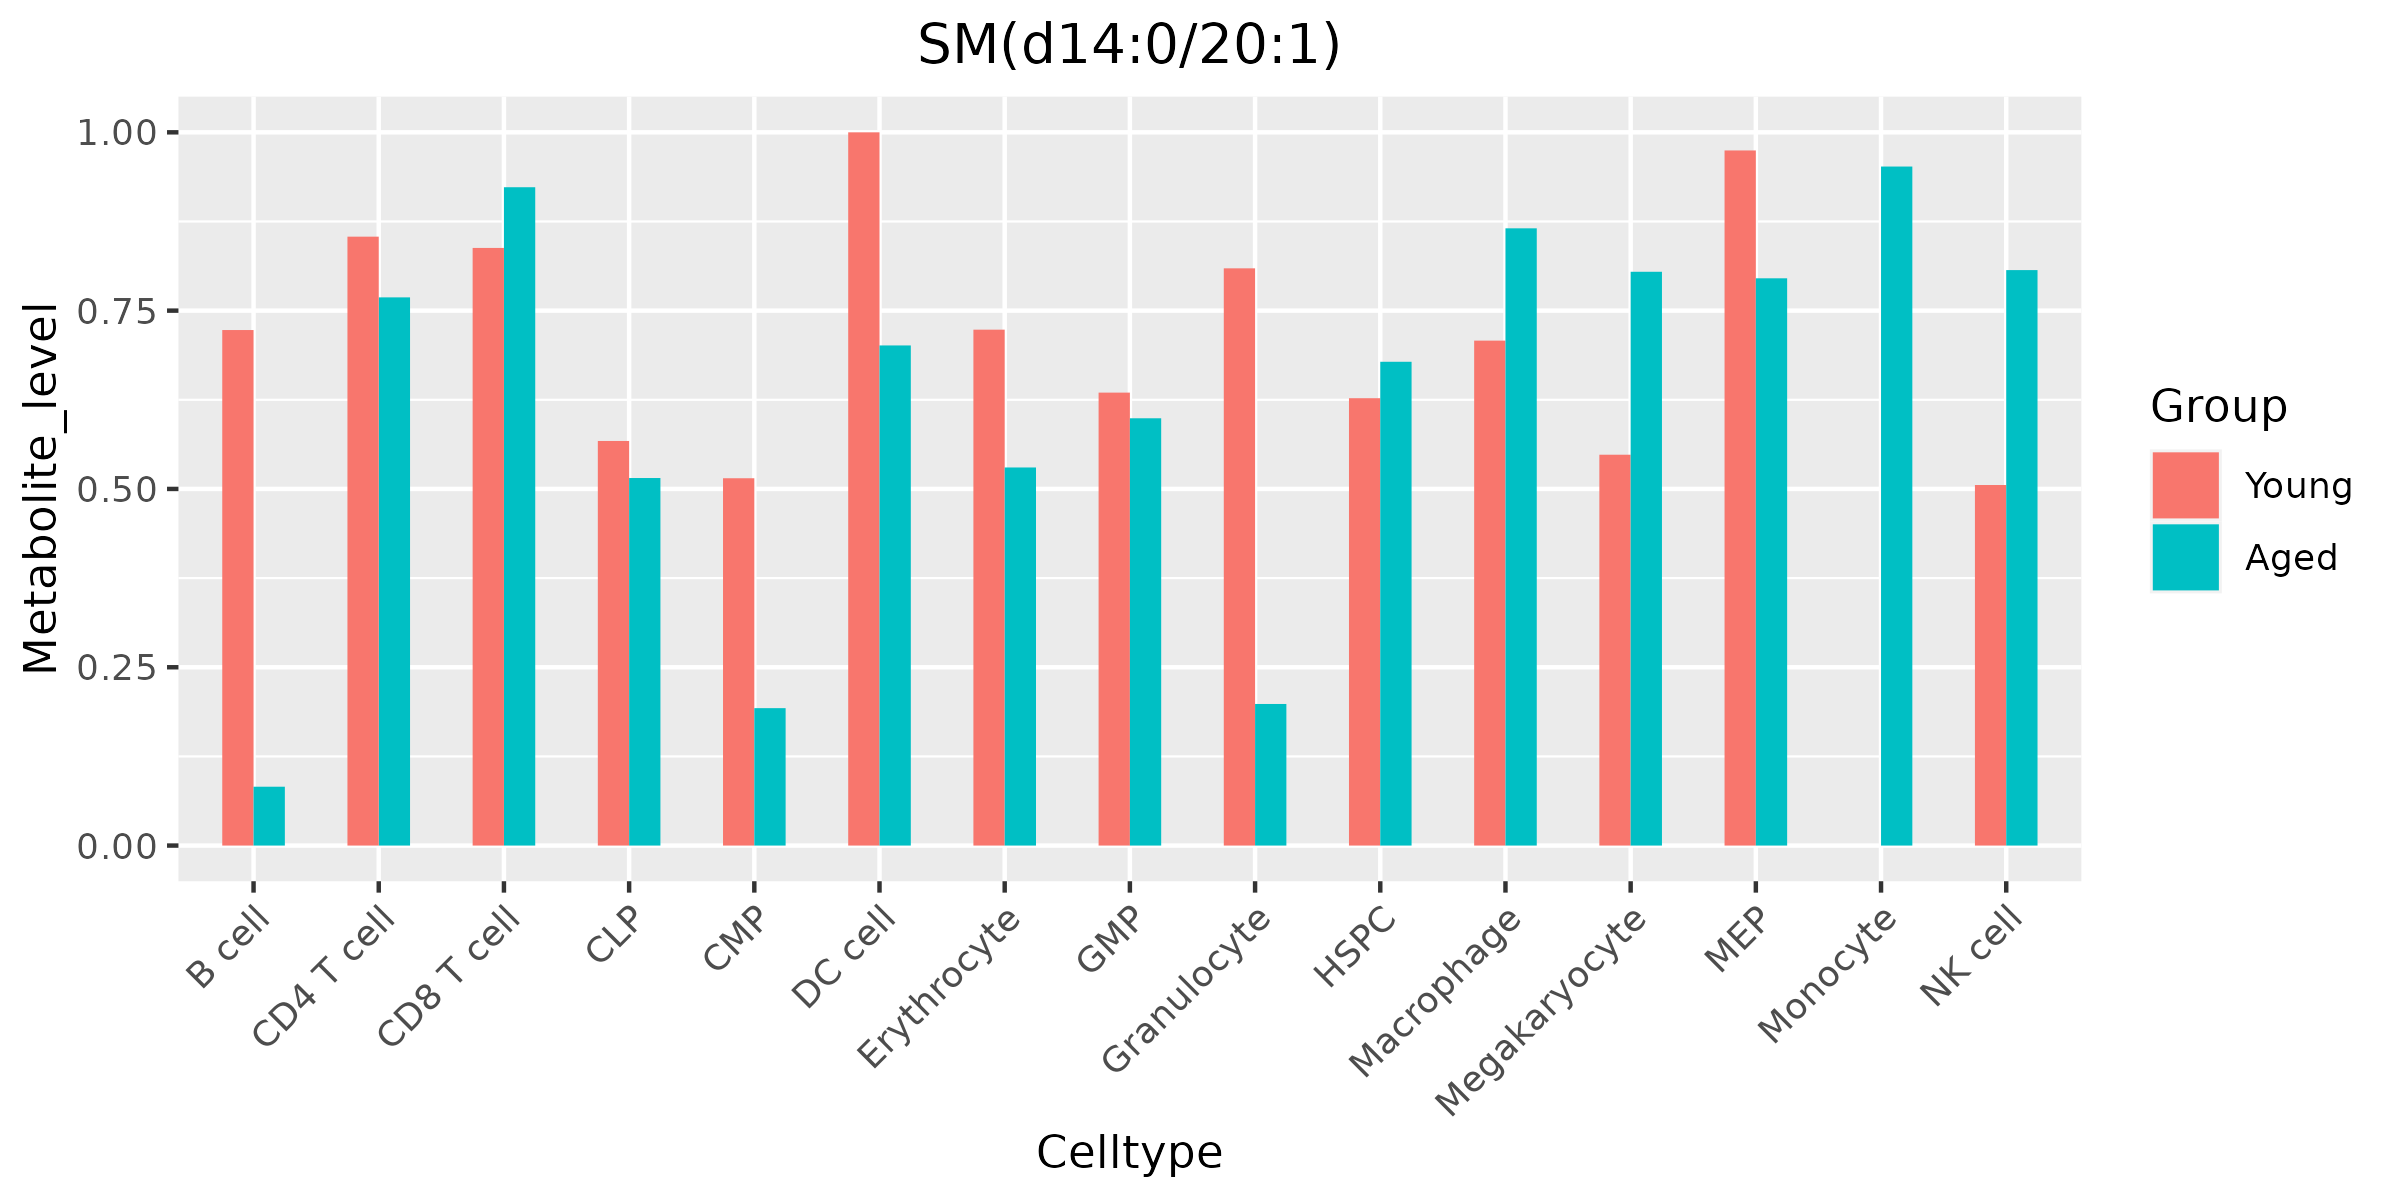 SM(d14:0/20:1)
Metabolite_level
1.00
0.75
0.50
0.25
0.00
B cell
CD4 T cell
CD8 T cell
CLP
CMP
DC cell
Erythrocyte
GMP
Granulocyte
HSPC
Macrophage
Megakaryocyte
MEP
Monocyte
NK cell
Celltype
Group
Young
Aged